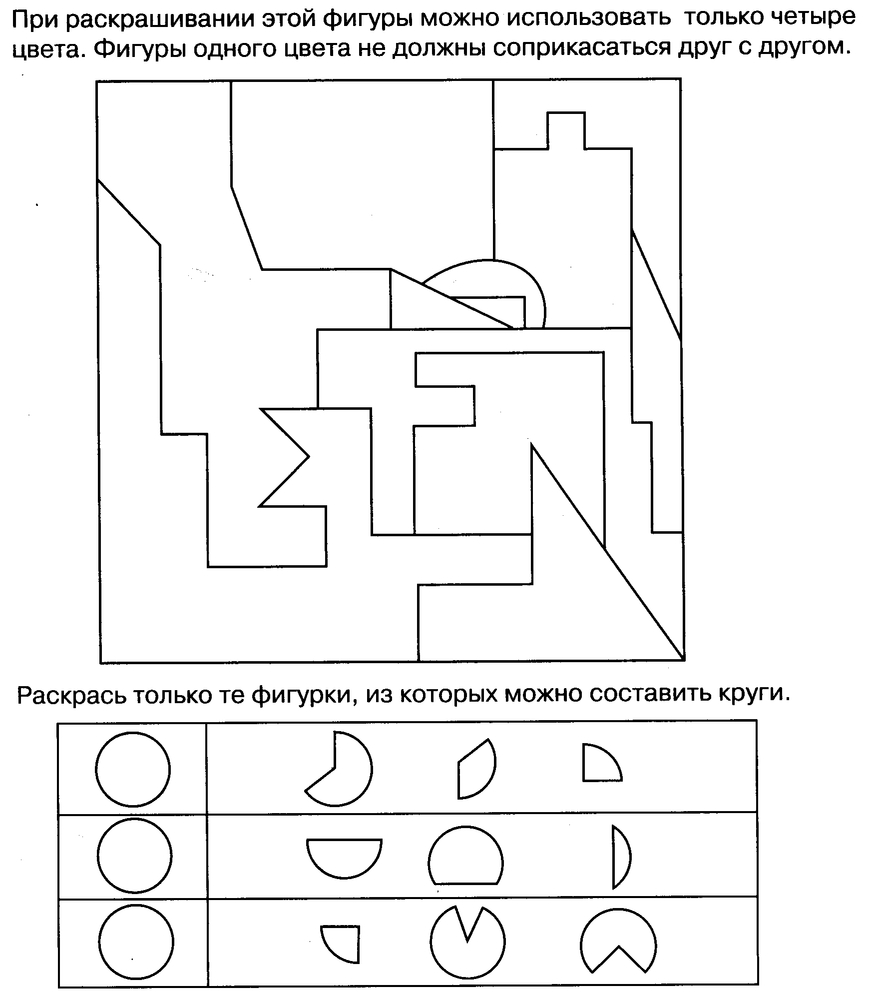 При раскрашивании этой фигуры можно использовать только четыре
цвета. Фигуры одного цвета не должны соприкасаться друг с другом.
Раскрась только те фигурки, из которых можно составить круги.